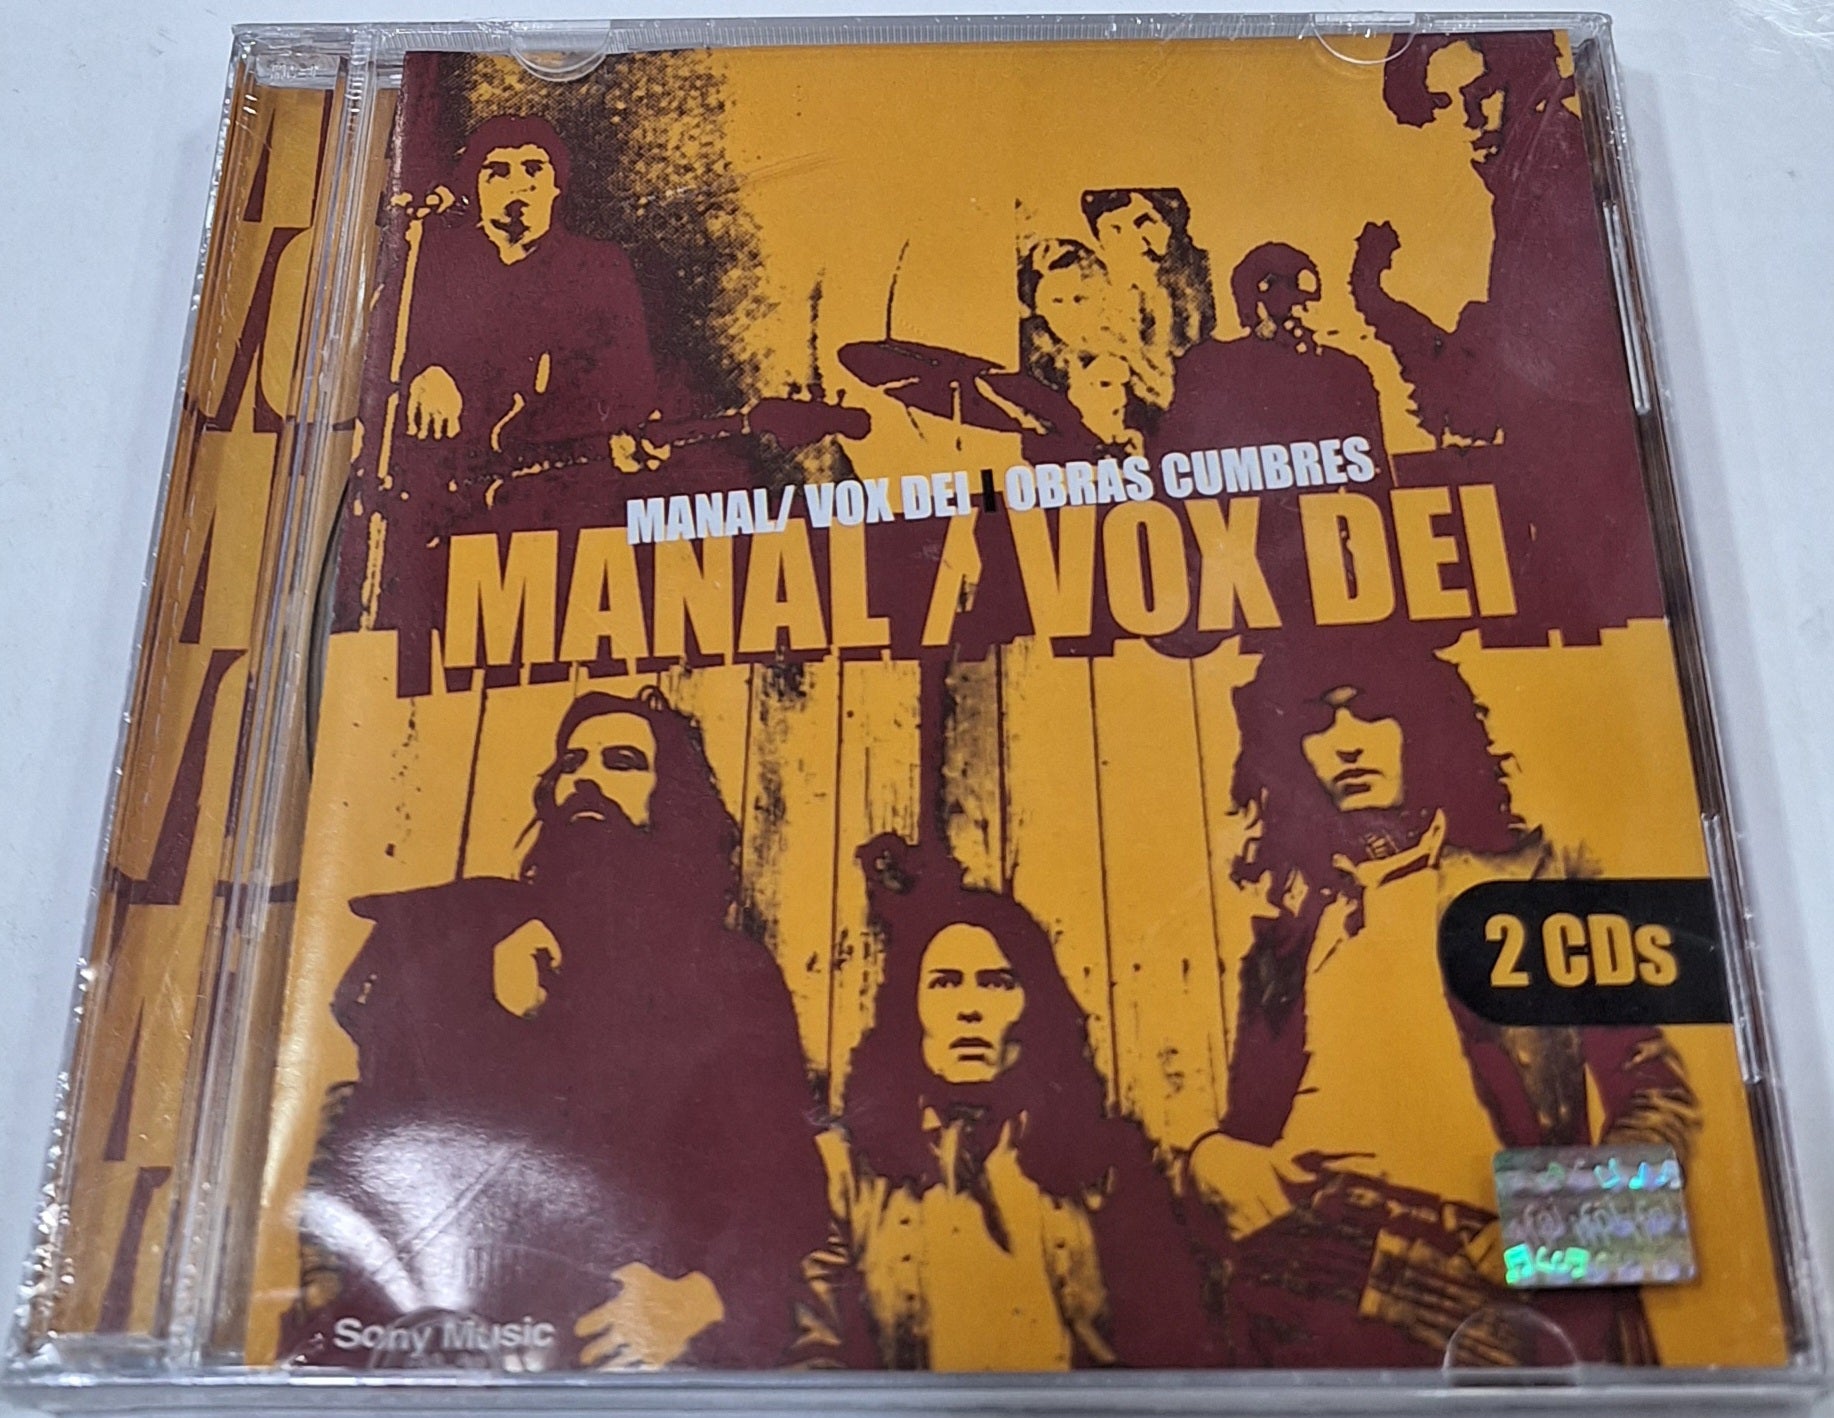 MANAL/ VOX DEI | OBRAS CUMBRES
MANAL / VOX DEI
2 CDs
Sony Music